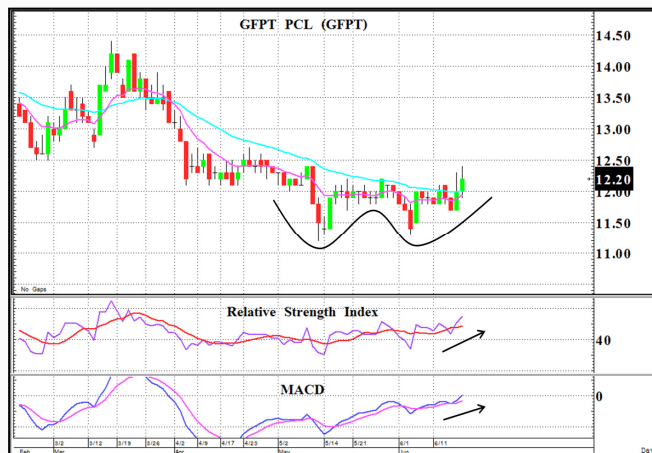 GFPT PCL (GFPT)
14.50
14.00
13.50
13.00
12.50
12.20
12.00
11.50
11.00
No Gaps
Relative Strength Index
40
MACD
0
3/2 3/12 3/19 3/26 4/2 4/9 4/17 4/23 5/2 5/14 5/21 6/1 6/11
Feb Mar Apr May Jun Da